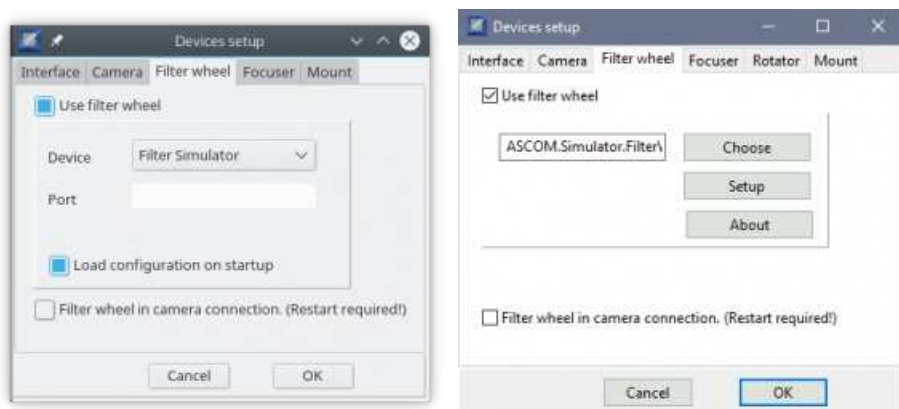 Devices setup
Interface Camera Filter wheel Focuser Mount
Use filter wheel
Device Filter Simulator
Port
Load configuration on startup
Filter wheel in camera connection. (Restart required!)
Cancel OK
Devices setup
Interface Camera Filter wheel Focuser Rotator Mount
Use filter wheel
ASCOM.Simulator.Filter\ Choose
Setup
About
Filter wheel in camera connection. (Restart required!)
Cancel OK